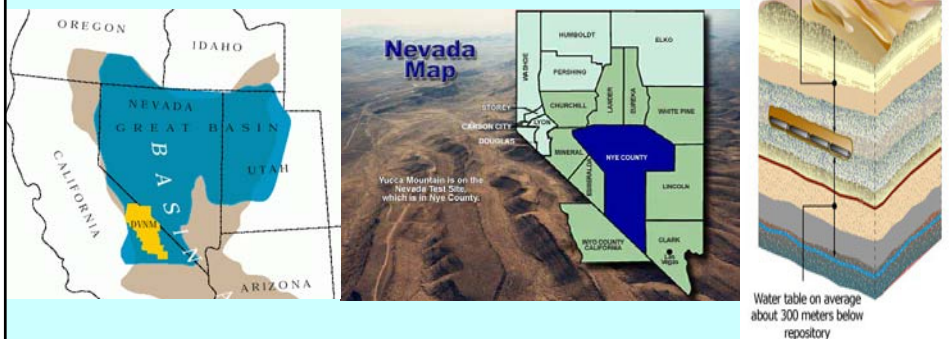 OREGON
IDAHO
NEVADA
GREAT BASIN
UTAH
CALIFORNIA
BASIN
DVNM
ARIZONA
Nevada
Map
HUMBOLDT
ELKO
WASHOE
PERSHING
LANDER
EUREKA
STOREY
CHURCHILL
WHITE PINE
LYON
CARSON CITY
DOUGLAS
MINERAL
NYE COUNTY
ESMERALDA
LINCOLN
Yucca Mountain is on the
Nevada Test Site,
which is in Nye County.
INYO COUNTY
CALIFORNIA
CLARK
Las
Vegas
Water table on average
about 300 meters below
repository